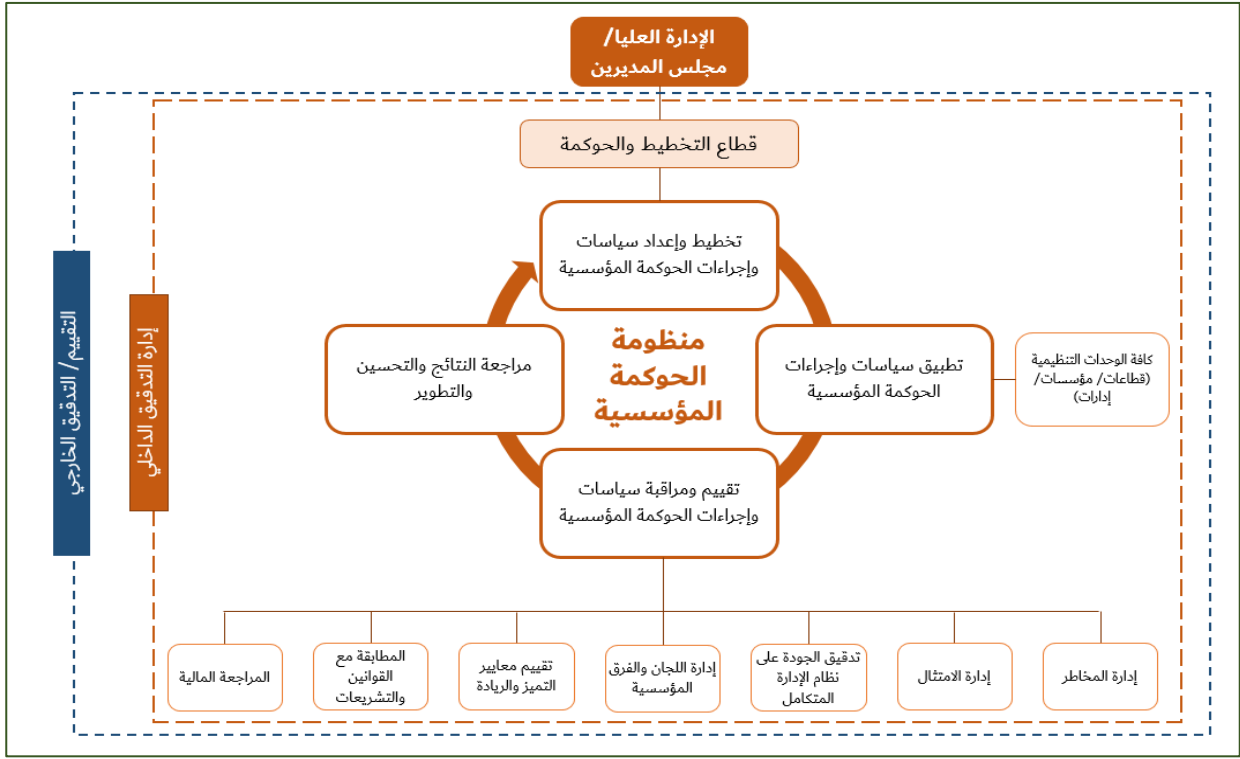 الإدارة العليا/
مجلس المديرين
قطاع التخطيط والحوكمة
تخطيط وإعداد سياسات
وإجراءات الحوكمة المؤسسية
تطبيق سياسات وإجراءات
الحوكمة المؤسسية
كافة الوحدات التنظيمية
(قطاعات/ مؤسسات/
إدارات)
منظومة
الحوكمة
المؤسسية
مراجعة النتائج والتحسين
والتطوير
تقييم ومراقبة سياسات
وإجراءات الحوكمة المؤسسية
إدارة التدقيق الداخلي
التقييم/ التدقيق الخارجي
إدارة المخاطر
إدارة الامتثال
تدقيق الجودة على
نظام الإدارة
المتكامل
إدارة اللجان والفرق
المؤسسية
تقييم معايير
التميز والريادة
المطابقة مع
القوانين
والتشريعات
المراجعة المالية